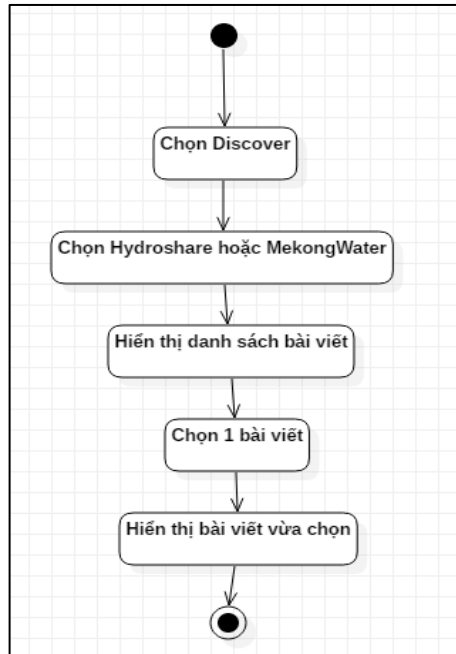 Chọn Discover
Chọn Hydroshare hoặc MekongWater
Hiển thị danh sách bài viết
Chọn 1 bài viết
Hiển thị bài viết vừa chọn